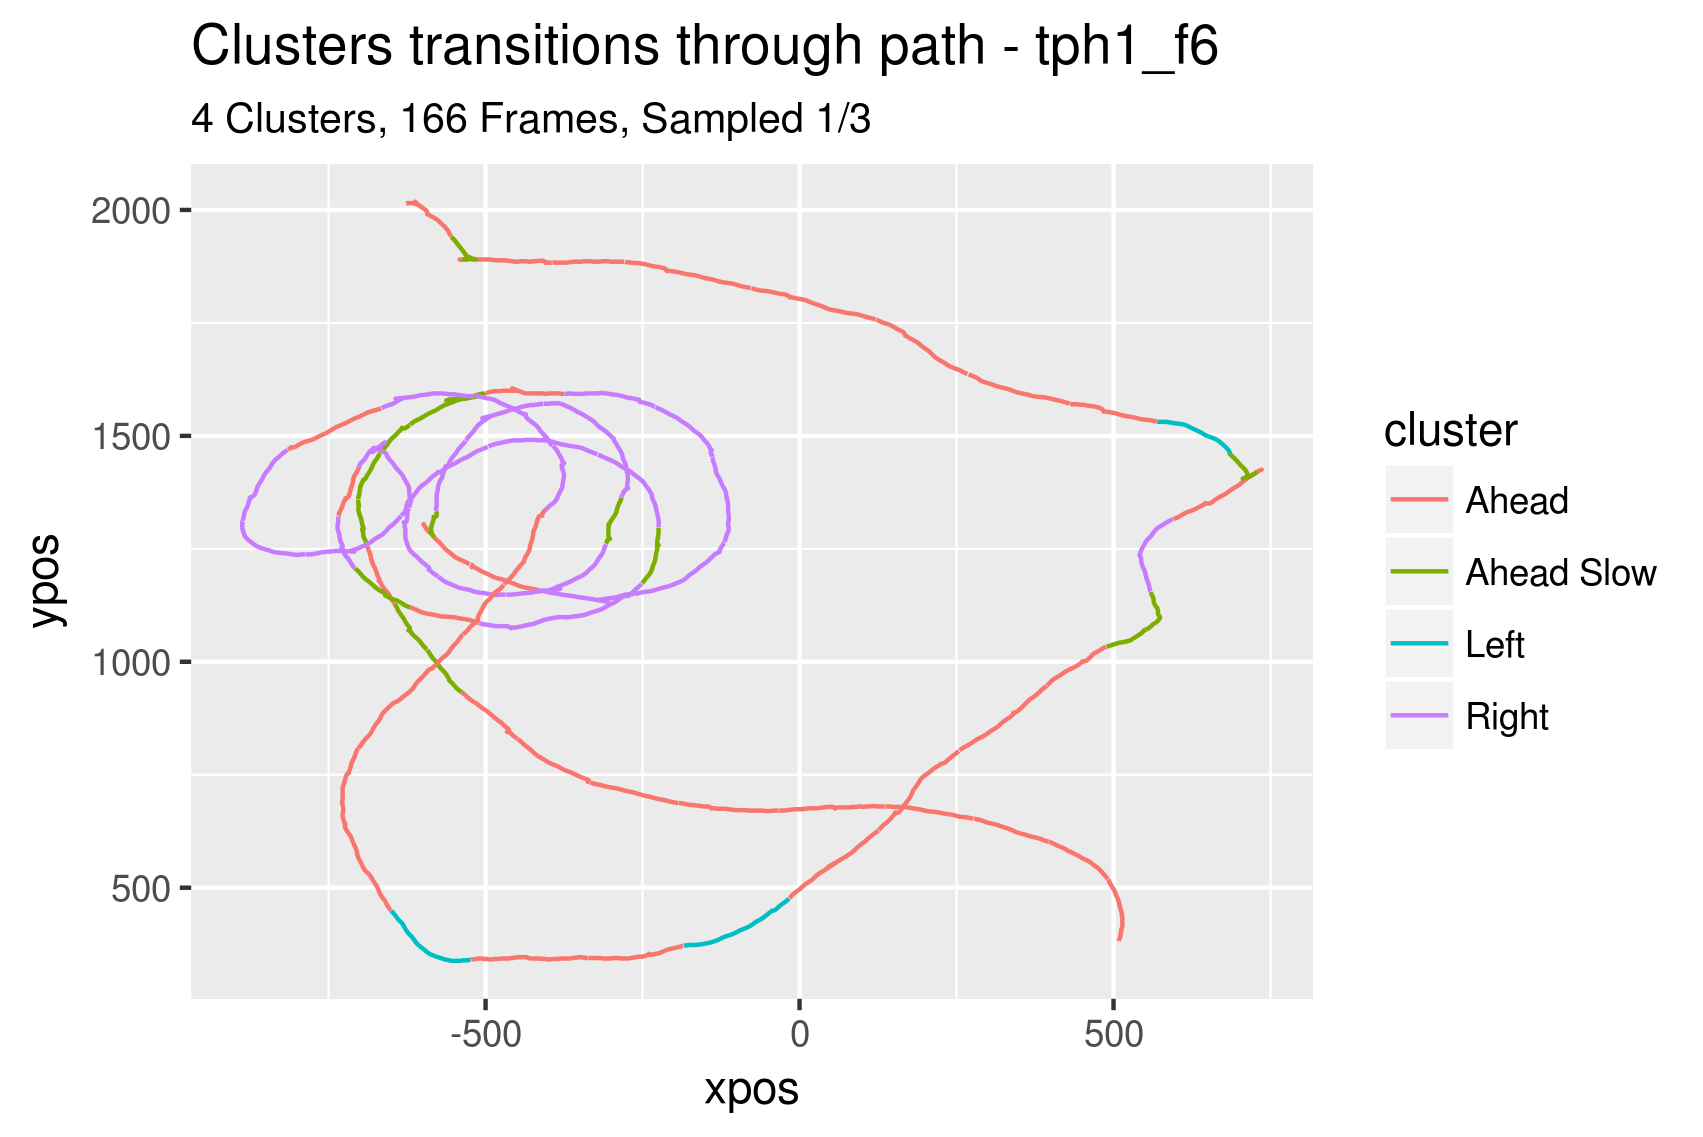 Clusters transitions through path - tph1_f6
4 Clusters, 166 Frames, Sampled 1/3
ypos
2000
1500
1000
500
-500 0 500
xpos
cluster
Ahead
Ahead Slow
Left
Right